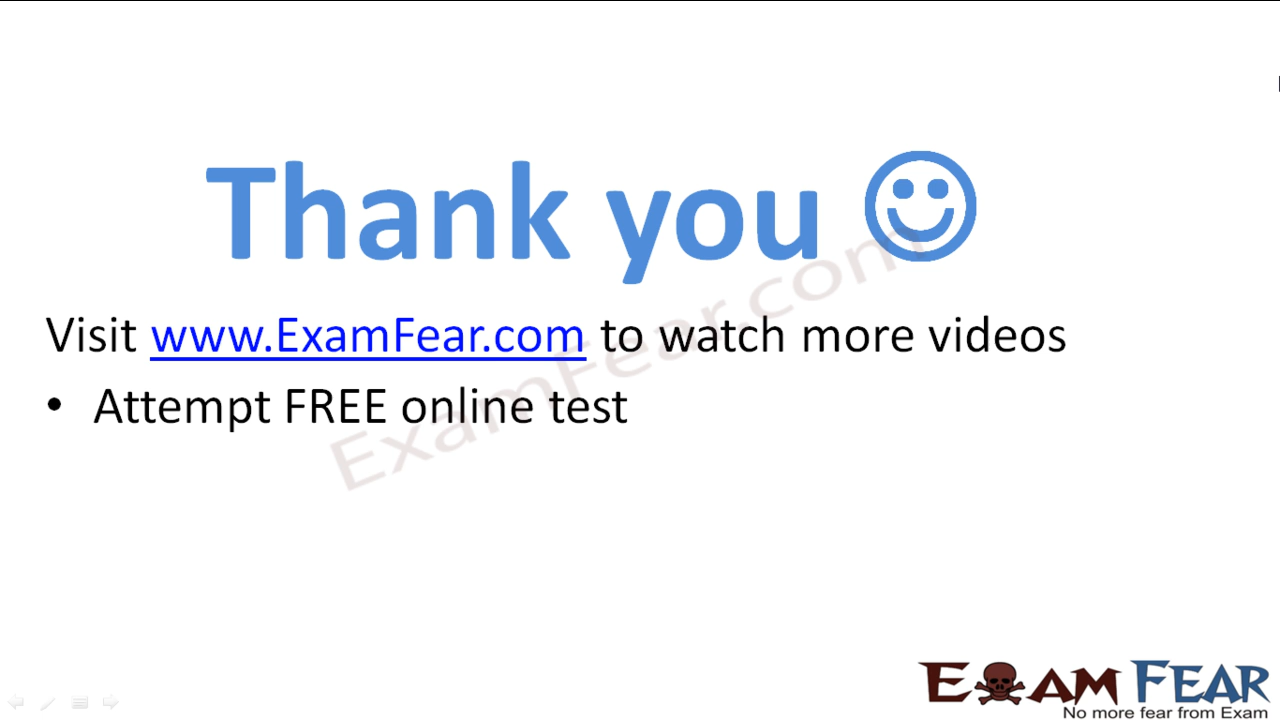 Thank you
Visit www.ExamFear.com to watch more videos
• Attempt FREE online test
ExamFear.com
EXAM FEAR
No more fear from Exam